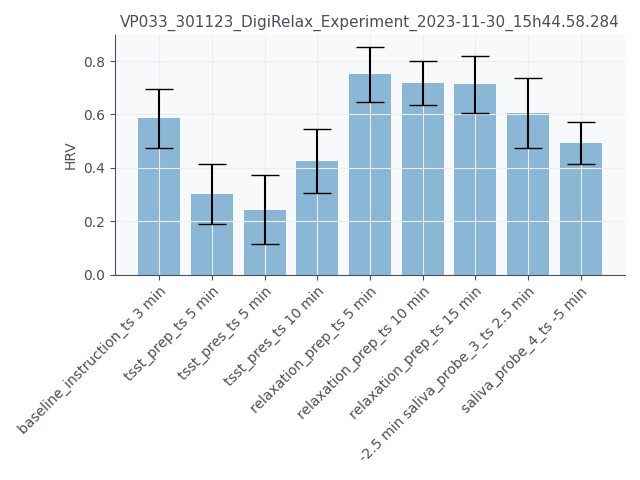 VP033_301123_DigiRelax_Experiment_2023-11-30_15h44.58.284
HRV
0.8
0.6
0.4
0.2
0.0
baseline_instruction_ts 3 min
tsst_prep_ts 5 min
tsst_pres_ts 5 min
tsst_pres_ts 10 min
relaxation_prep_ts 5 min
relaxation_prep_ts 10 min
relaxation_prep_ts 15 min
-2.5 min saliva_probe_3_ts 2.5 min
saliva_probe_4_ts -5 min